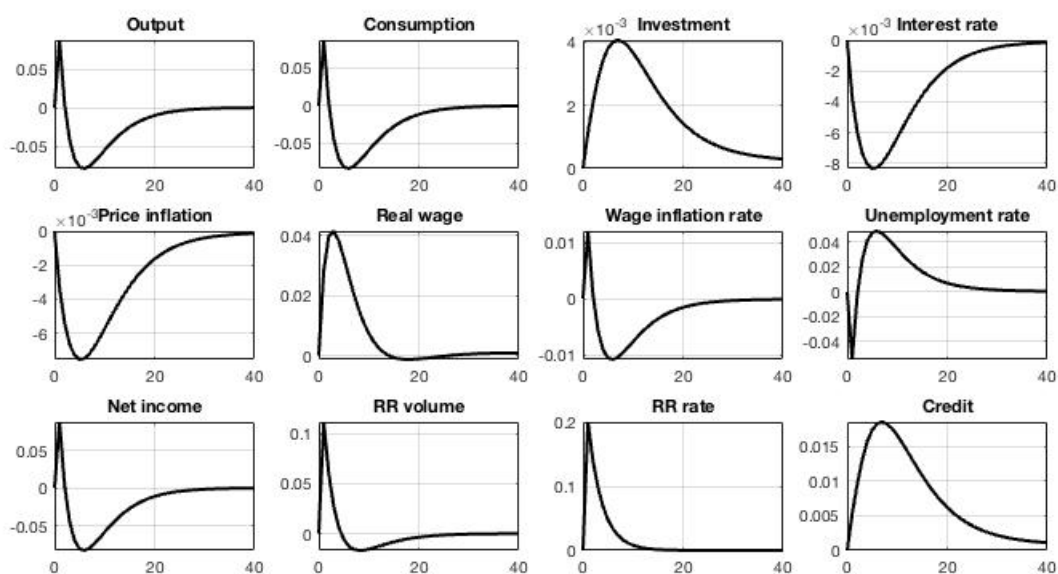 Output
0.05
0
-0.05
0 20 40
Consumption
0.05
0
-0.05
0 20 40
×10⁻³ Investment
4
2
0
0 20 40
×10⁻³ Interest rate
0
-2
-4
-6
-8
0 20 40
×10⁻³ Price inflation
0
-2
-4
-6
0 20 40
Real wage
0.04
0.02
0
0 20 40
Wage inflation rate
0.01
0
-0.01
0 20 40
Unemployment rate
0.04
0.02
0
-0.02
-0.04
0 20 40
Net income
0.05
0
-0.05
0 20 40
RR volume
0.1
0.05
0
0 20 40
RR rate
0.2
0.1
0
0 20 40
Credit
0.015
0.01
0.005
0
0 20 40